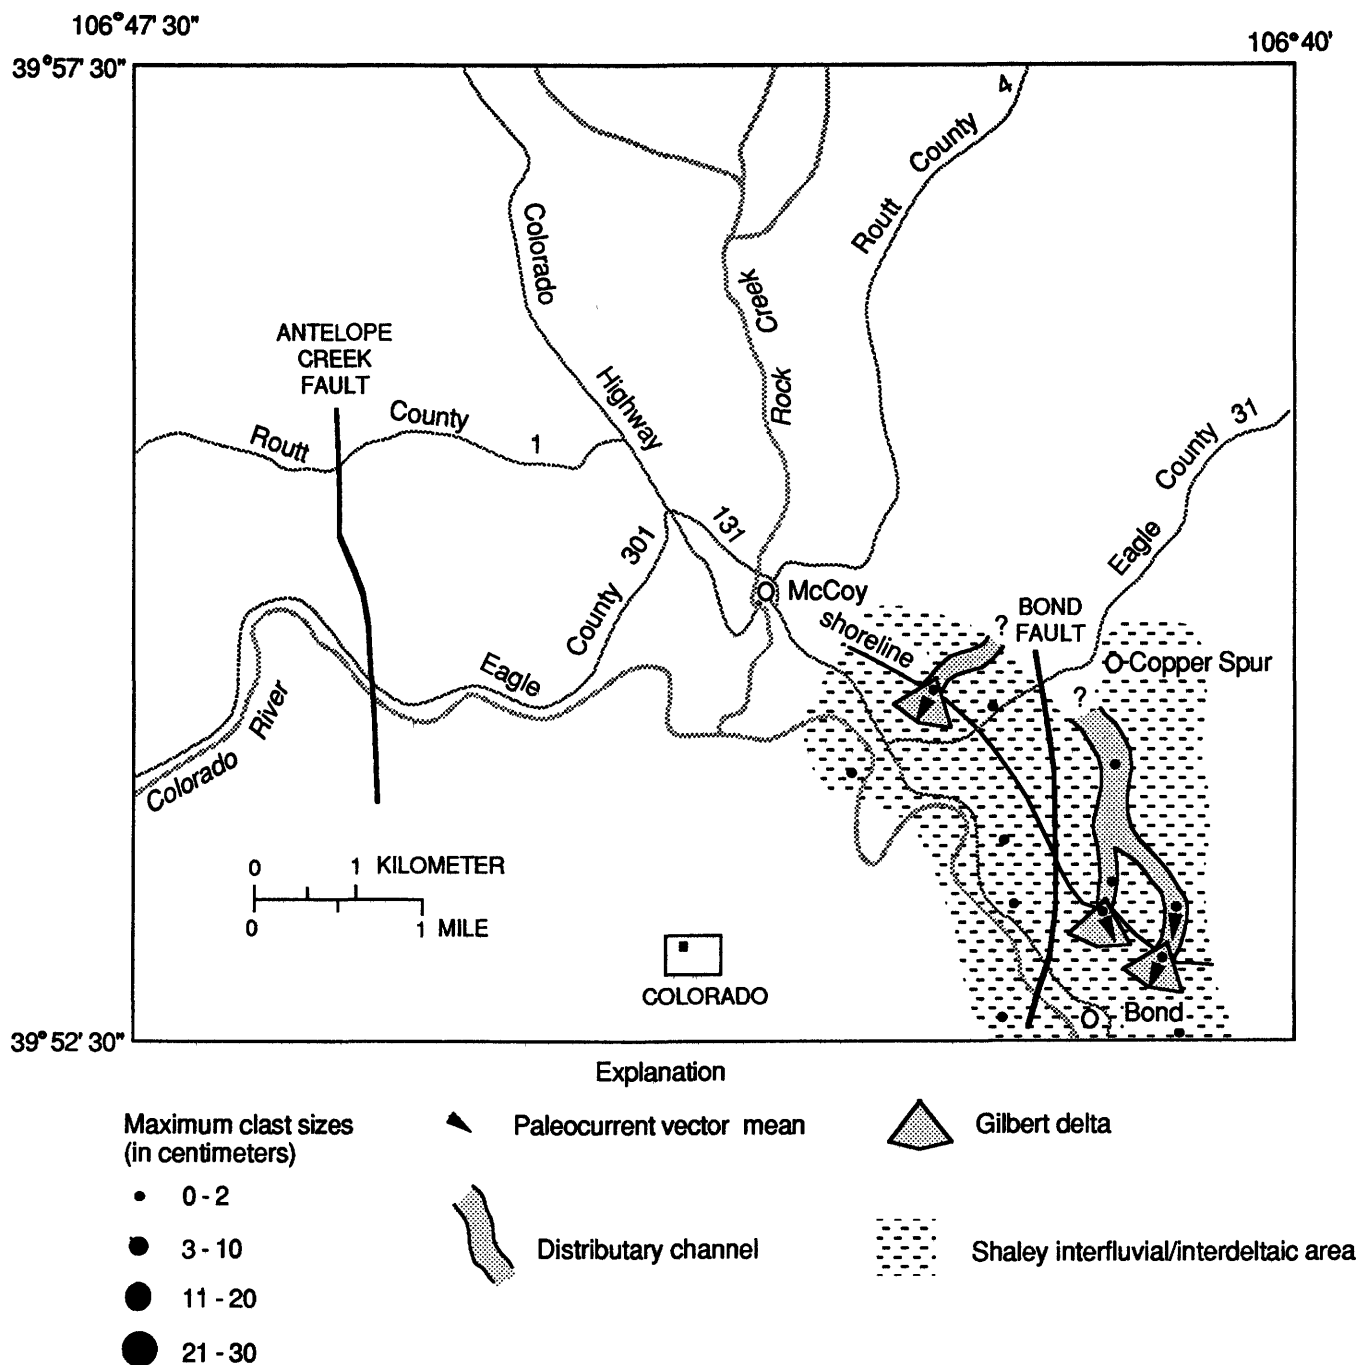 106°47' 30"
106°40'
39°57' 30"
4
County
Routt
Colorado
Highway
131
Creek
Rock
ANTELOPE
CREEK
FAULT
Routt
County
1
County 31
Eagle
301
County
Eagle
McCoy
shoreline
?
BOND
FAULT
Copper Spur
?
River
Colorado
0
1 KILOMETER
0
1 MILE
COLORADO
Bond
39°52' 30"
Explanation
Maximum clast sizes
(in centimeters)
0 - 2
3 - 10
11 - 20
21 - 30
Paleocurrent vector mean
Distributary channel
Gilbert delta
Shaley interfluvial/interdeltaic area